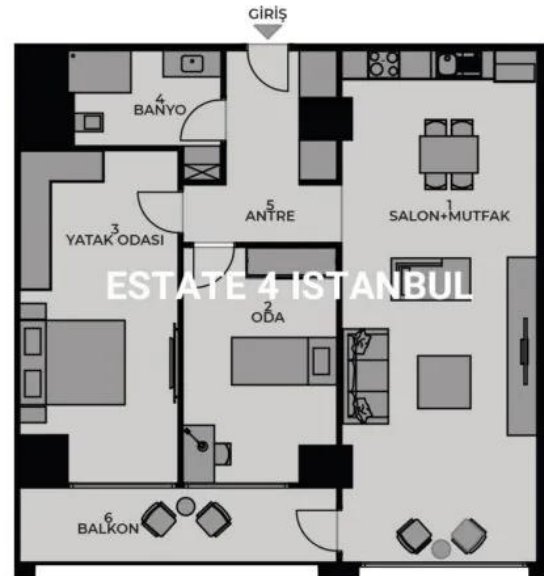 GİRİŞ
4
BANYO
5
ANTRE
1
SALON+MUTFAK
3
YATAK ODASI
ESTATE 4 ISTANBUL
2
ODA
6
BALKON